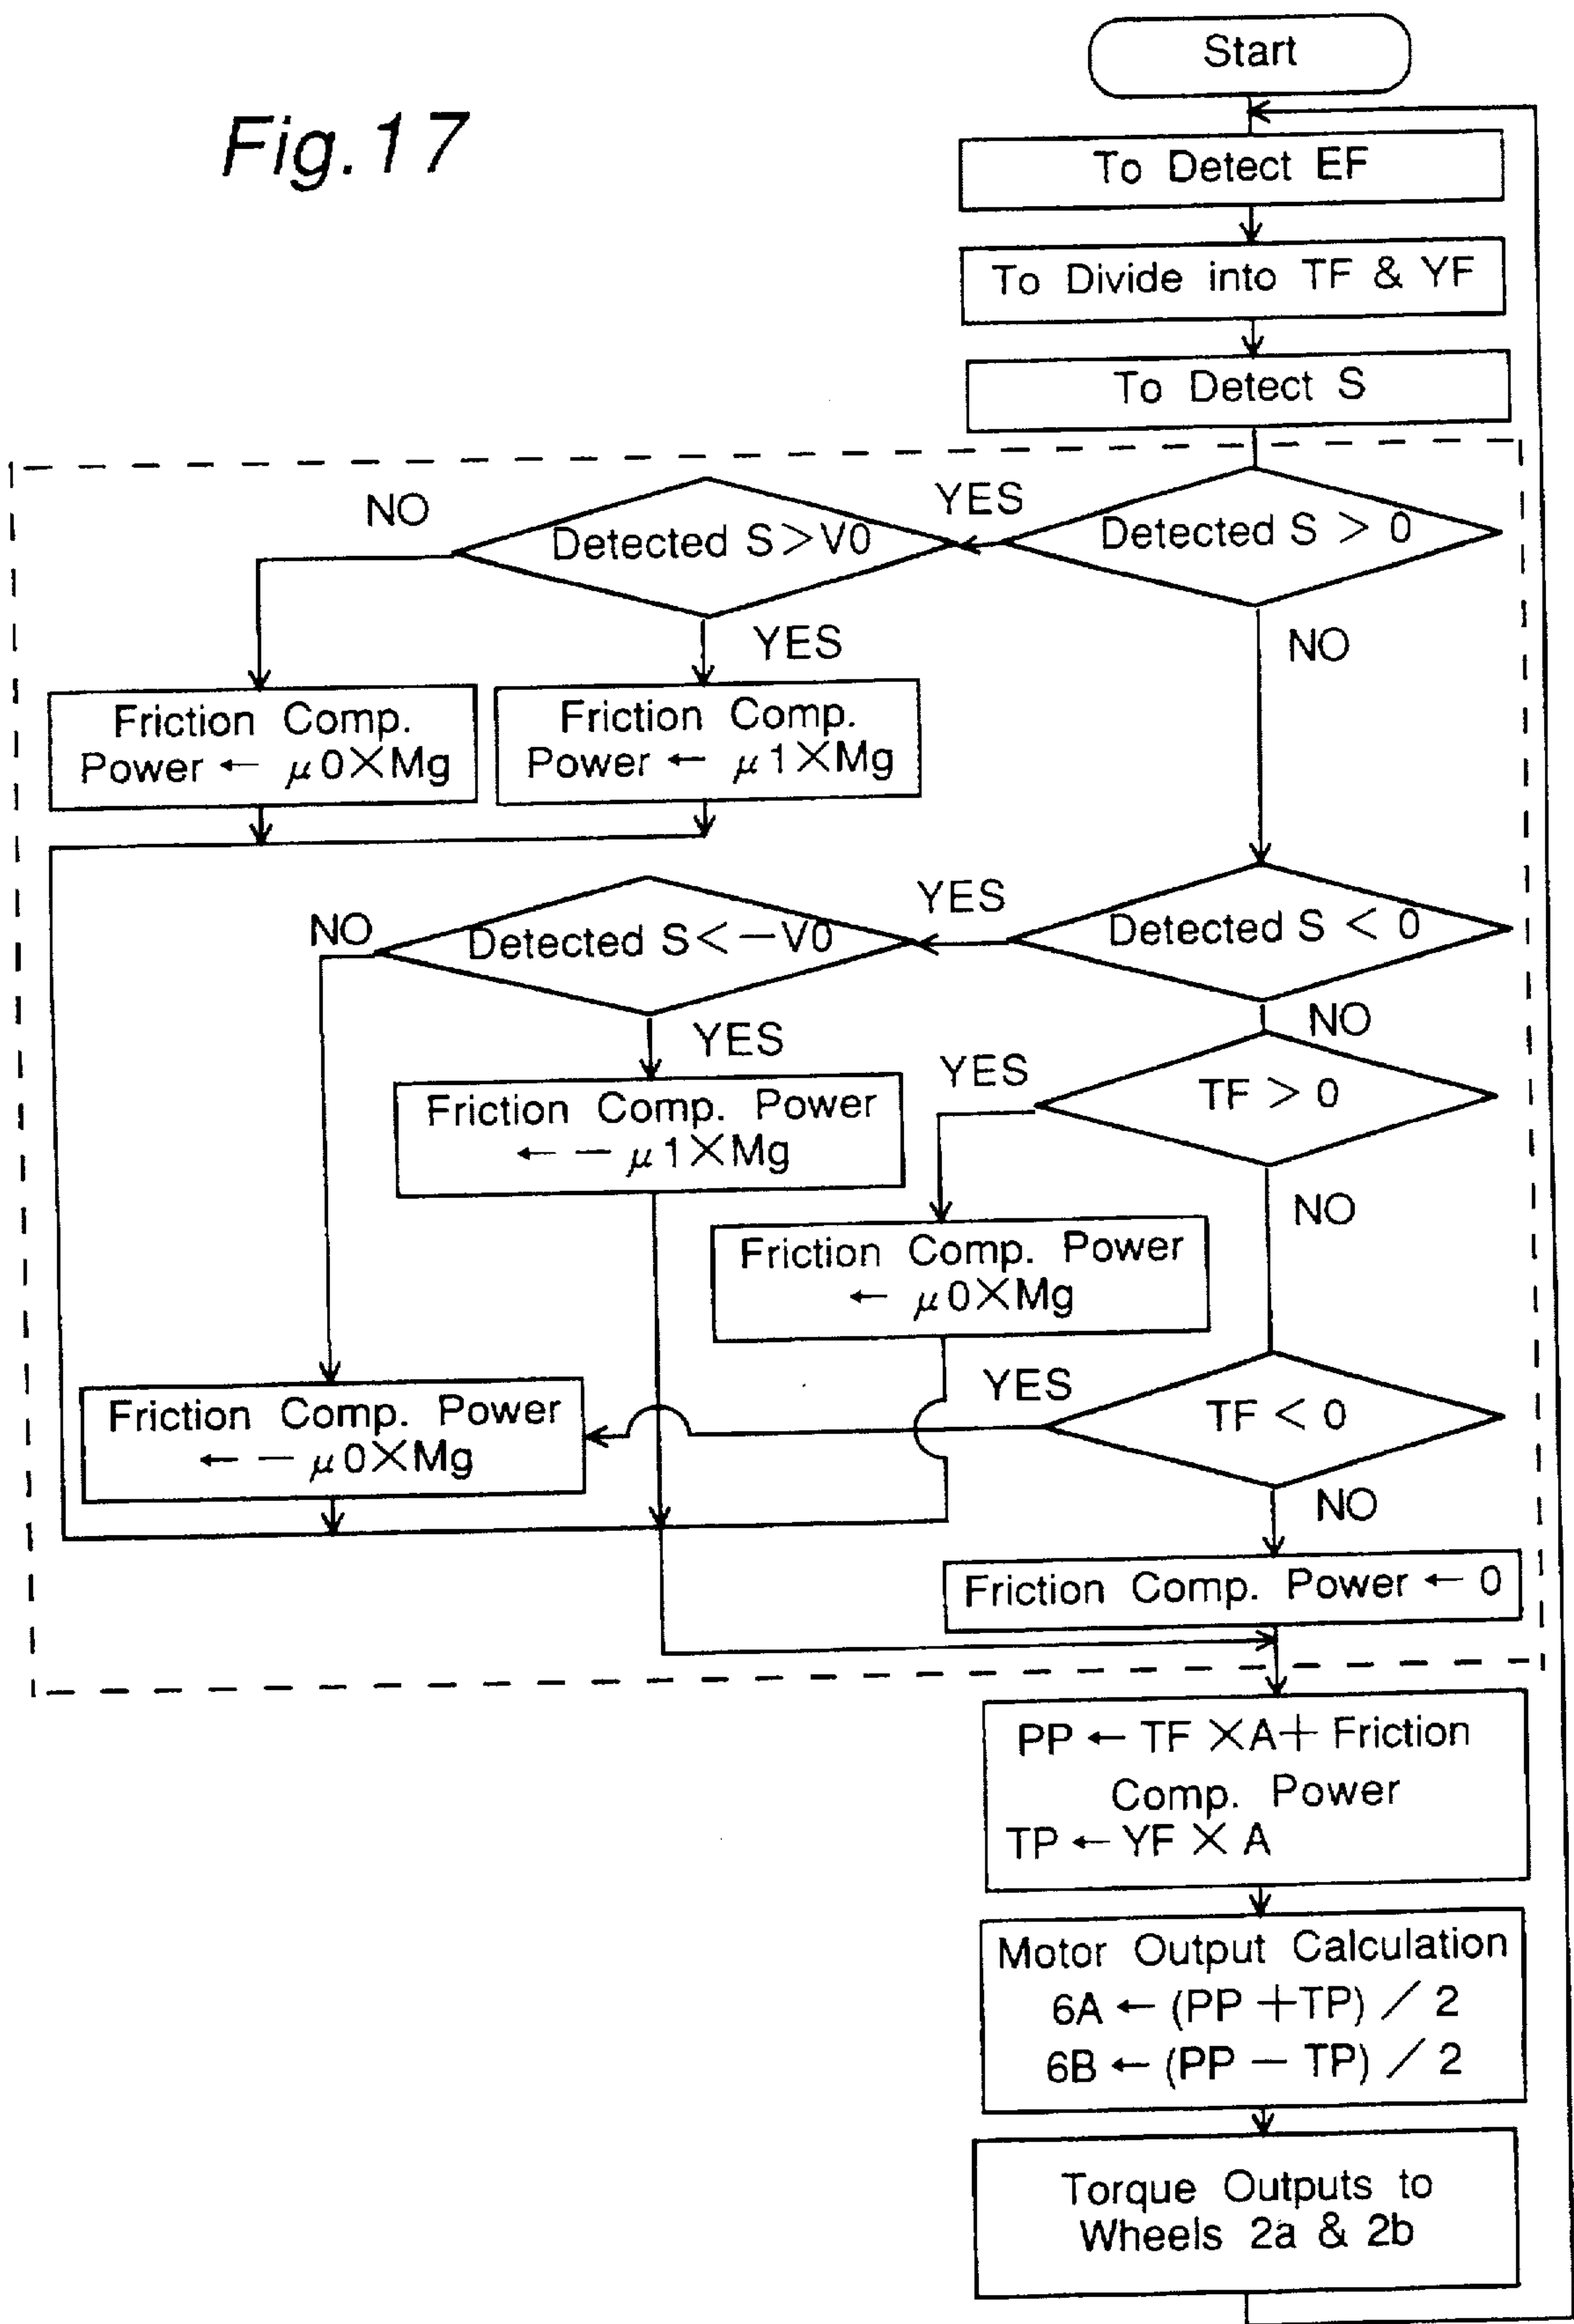 Fig.17
Start
To Detect EF
To Divide into TF & YF
To Detect S
Detected S > 0
YES
NO
Detected S>V0
NO
YES
Friction Comp.
Power ← μ0×Mg
Friction Comp.
Power ← μ1×Mg
Detected S < 0
YES
NO
Detected S<−V0
NO
YES
Friction Comp. Power
← − μ1×Mg
TF > 0
YES
NO
Friction Comp. Power
← μ0×Mg
TF < 0
YES
NO
Friction Comp. Power
← − μ0×Mg
Friction Comp. Power ← 0
PP ← TF ×A+ Friction
Comp. Power
TP ← YF × A
Motor Output Calculation
6A ← (PP +TP) / 2
6B ← (PP − TP) / 2
Torque Outputs to
Wheels 2a & 2b